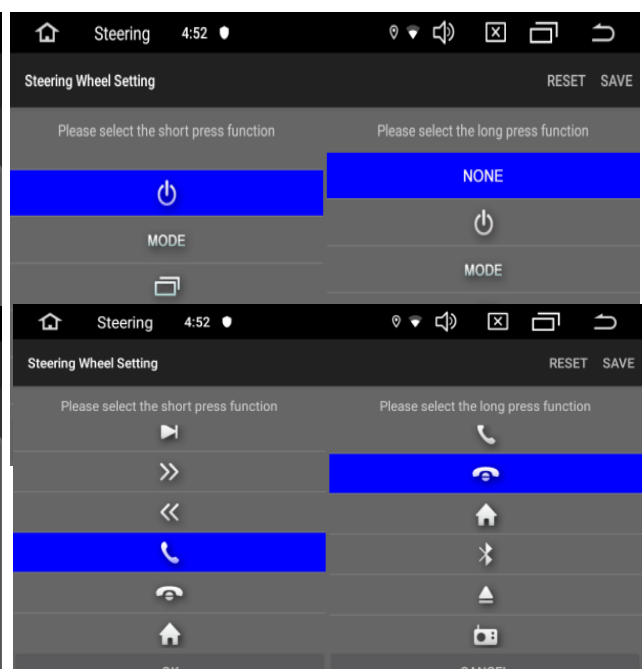 Steering 4:52
Steering Wheel Setting RESET SAVE
Please select the short press function Please select the long press function
NONE
MODE
MODE
Steering 4:52
Steering Wheel Setting RESET SAVE
Please select the short press function Please select the long press function